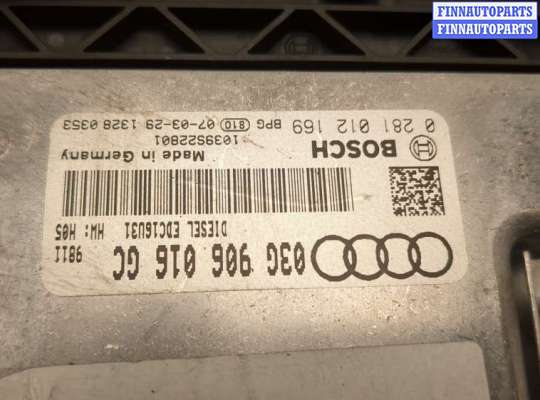 FINNAUTOPARTS
FINNAUTOPARTS
03G 906 016 GC
9811
DIESEL EDC16U31 HW: H05
BOSCH
Made in Germany
1039S22801
0 281 012 169 BPG 810 07-03-29 1328 0353